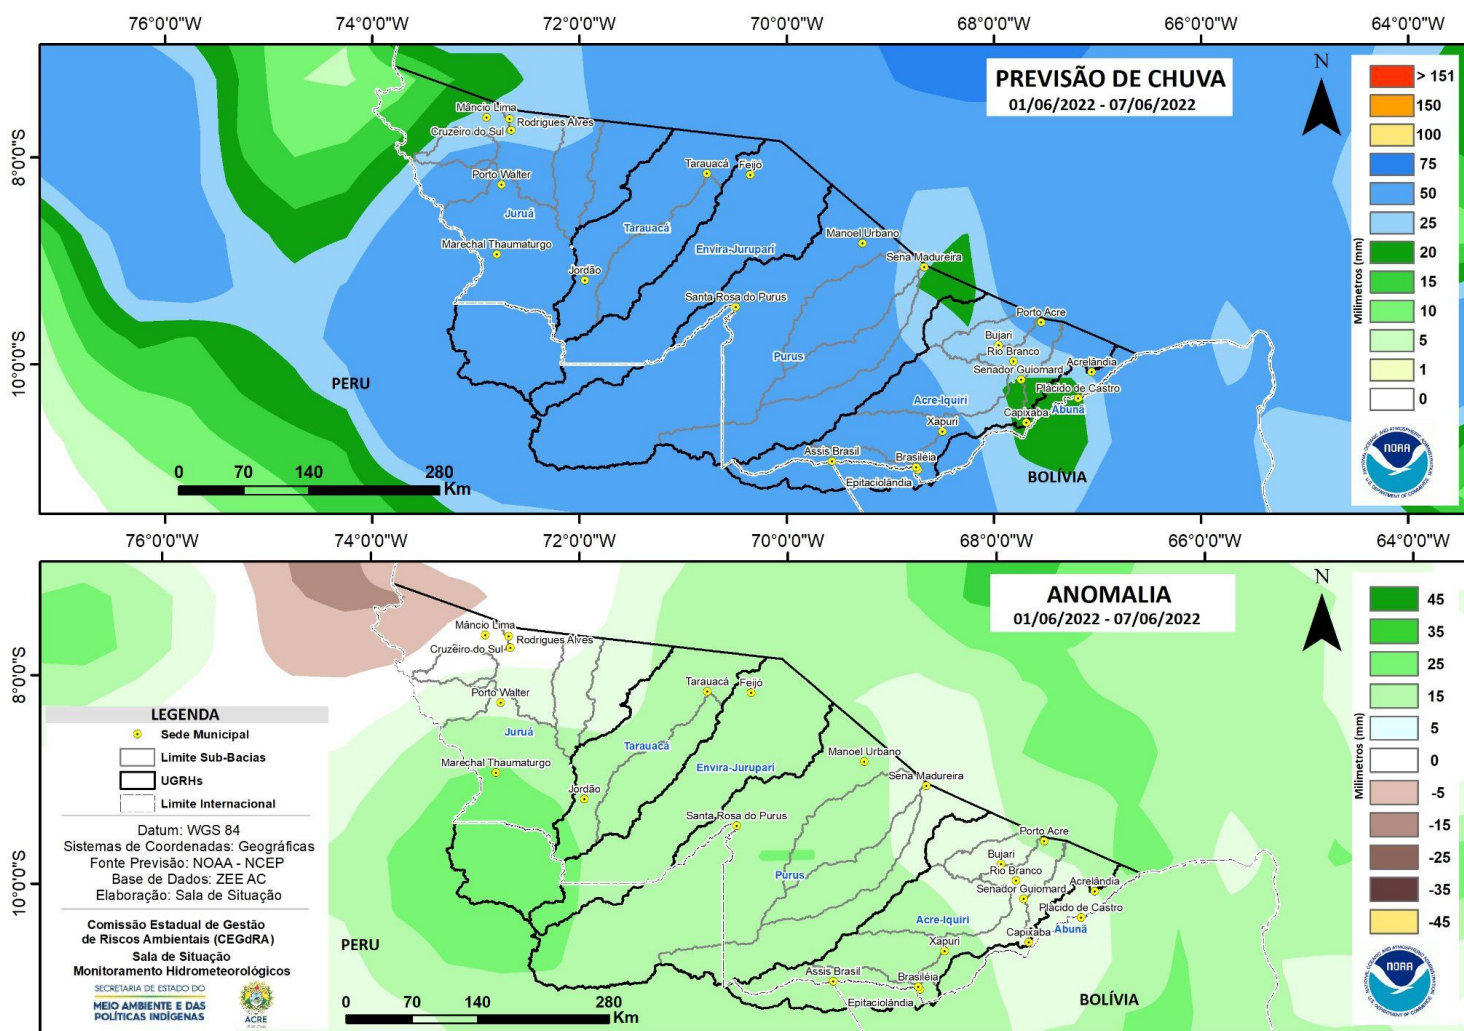 76°0'0"W 74°0'0"W 72°0'0"W 70°0'0"W 68°0'0"W 66°0'0"W 64°0'0"W
PREVISÃO DE CHUVA
01/06/2022 - 07/06/2022
N
> 151
150
100
75
50
25
20
15
10
5
1
0
Milimetros (mm)
NOAA
8°0'0"S
10°0'0"S
Mâncio Lima
Rodrigues Alves
Cruzeiro do Sul
Porto Walter
Juruá
Marechal Thaumaturgo
Jordão
Tarauacá
Feijó
Tarauacá
Envira-Jurupari
Manoel Urbano
Sena Madureira
Santa Rosa do Purus
Purus
Porto Acre
Bujari
Rio Branco
Senador Guiomard
Acrelândia
Plácido de Castro
Acre-Iquiri
Abunã
Capixaba
Xapuri
Assis Brasil
Brasiléia
Epitaciolândia
PERU
BOLÍVIA
0 70 140 280
Km
76°0'0"W 74°0'0"W 72°0'0"W 70°0'0"W 68°0'0"W 66°0'0"W 64°0'0"W
ANOMALIA
01/06/2022 - 07/06/2022
N
45
35
25
15
5
0
-5
-15
-25
-35
-45
Milimetros (mm)
NOAA
8°0'0"S
10°0'0"S
Mâncio Lima
Rodrigues Alves
Cruzeiro do Sul
Porto Walter
Juruá
Marechal Thaumaturgo
Jordão
Tarauacá
Feijó
Tarauacá
Envira-Jurupari
Manoel Urbano
Sena Madureira
Santa Rosa do Purus
Purus
Porto Acre
Bujari
Rio Branco
Senador Guiomard
Acrelândia
Plácido de Castro
Acre-Iquiri
Abunã
Capixaba
Xapuri
Assis Brasil
Brasiléia
Epitaciolândia
PERU
BOLÍVIA
0 70 140 280
Km
LEGENDA
Sede Municipal
Limite Sub-Bacias
UGRHs
Limite Internacional
Datum: WGS 84
Sistemas de Coordenadas: Geográficas
Fonte Previsão: NOAA - NCEP
Base de Dados: ZEE AC
Elaboração: Sala de Situação
Comissão Estadual de Gestão
de Riscos Ambientais (CEGdRA)
Sala de Situação
Monitoramento Hidrometeorológicos
SECRETARIA DE ESTADO DO
MEIO AMBIENTE E DAS
POLÍTICAS INDÍGENAS
ACRE